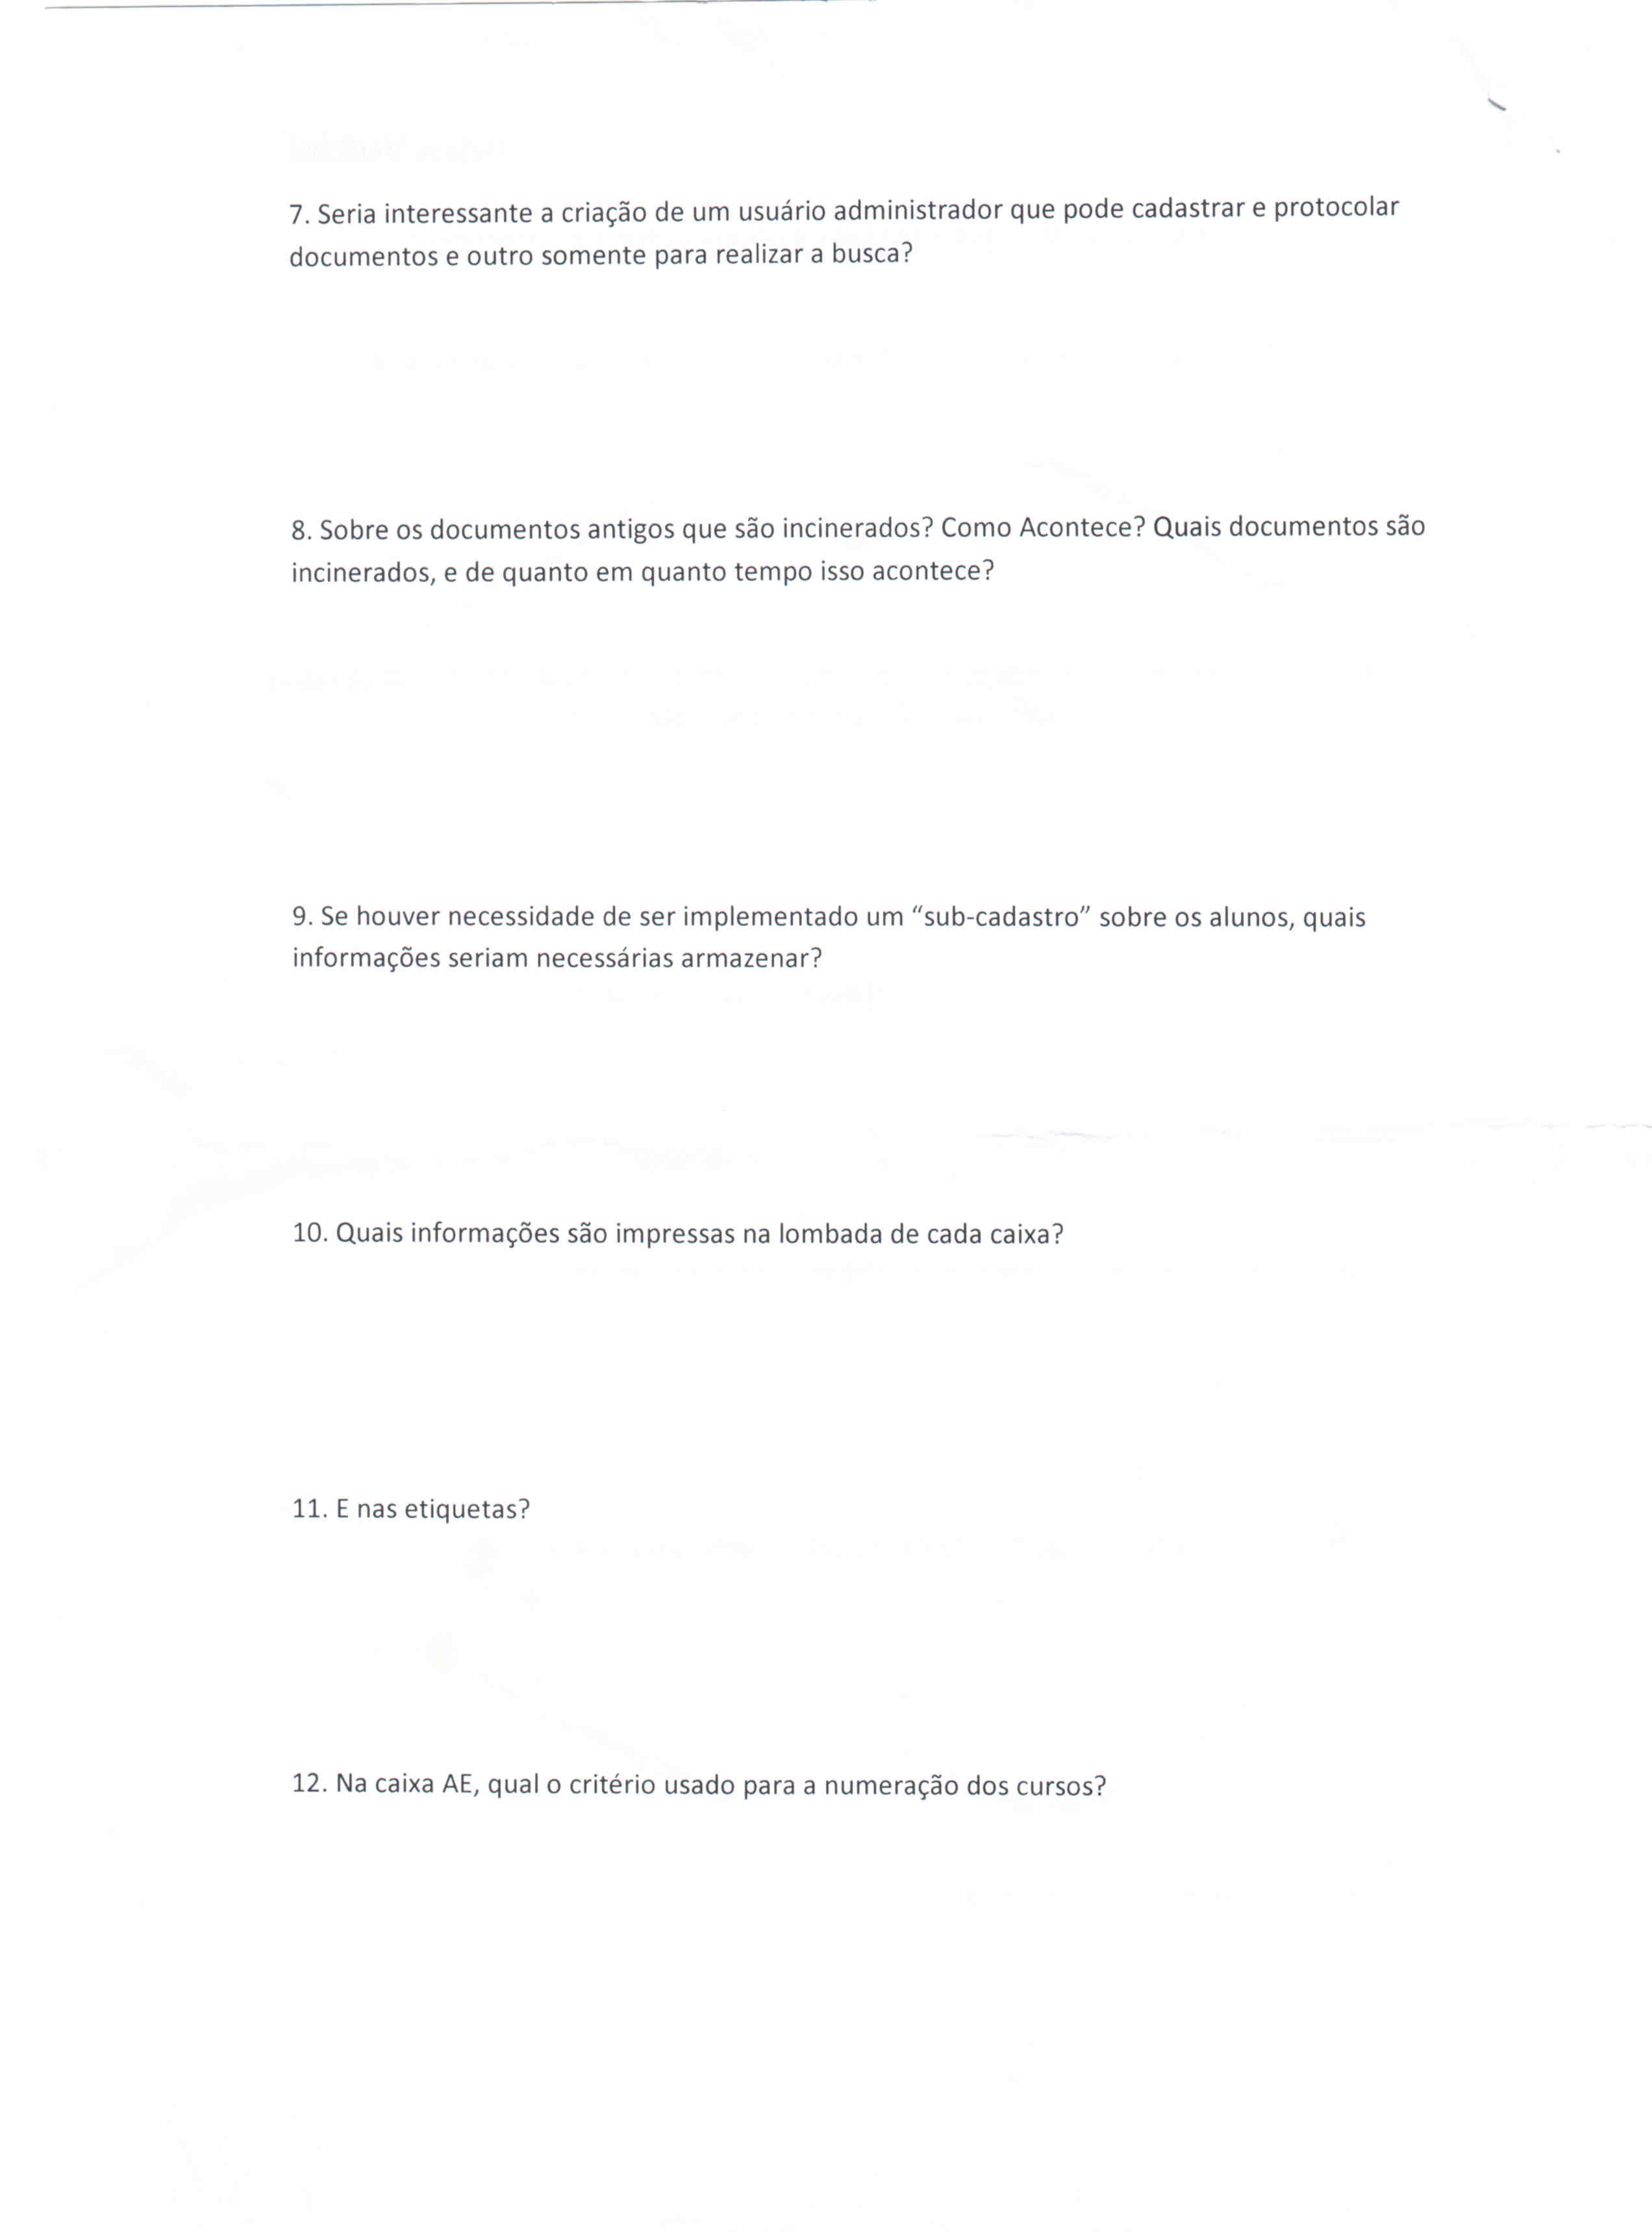 7. Seria interessante a criação de um usuário administrador que pode cadastrar e protocolar
documentos e outro somente para realizar a busca?
8. Sobre os documentos antigos que são incinerados? Como Acontece? Quais documentos são
incinerados, e de quanto em quanto tempo isso acontece?
9. Se houver necessidade de ser implementado um “sub-cadastro” sobre os alunos, quais
informações seriam necessárias armazenar?
10. Quais informações são impressas na lombada de cada caixa?
11. E nas etiquetas?
12. Na caixa AE, qual o critério usado para a numeração dos cursos?